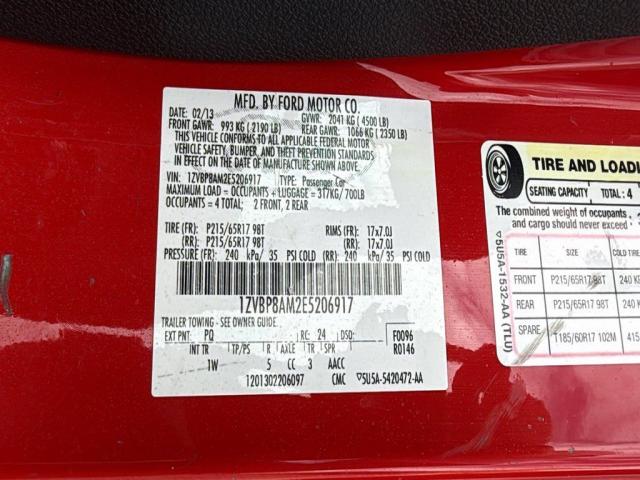 MFD. BY FORD MOTOR CO.
DATE: 02/13 GVWR: 2041 KG ( 4500 LB)
FRONT GAWR: 993 KG ( 2190 LB) REAR GAWR: 1066 KG ( 2350 LB)
THIS VEHICLE CONFORMS TO ALL APPLICABLE FEDERAL MOTOR
VEHICLE SAFETY, BUMPER, AND THEFT PREVENTION STANDARDS
IN EFFECT ON THE DATE OF MANUFACTURE SHOWN ABOVE.
VIN: 1ZVBP8AM2E5206917 TYPE: Passenger Car
MAXIMUM LOAD = OCCUPANTS + LUGGAGE = 317KG/700LB
OCCUPANTS = 4 TOTAL; 2 FRONT, 2 REAR
TIRE (FR): P215/65R17 98T RIMS (FR): 17x7.0J
(RR): P215/65R17 98T (RR): 17x7.0J
PRESSURE (FR): 240 kPa/ 35 PSI COLD (RR): 240 kPa/ 35 PSI COLD
1ZVBP8AM2E5206917
TRAILER TOWING - SEE OWNER GUIDE
EXT PNT: PQ RC: 24 DSO: F0096
INT TR TP/PS R AXLE TR SPR R0146
1W 5 CC 3 AACC
1201302206097 CMC 5U5A-5420472-AA
TIRE AND LOADI
SEATING CAPACITY TOTAL : 4
The combined weight of occupants
and cargo should never exceed
TIRE SIZE COLD TIRE
FRONT P215/65R17 98T 240 K
REAR P215/65R17 98T 240 K
SPARE T185/60R17 102M 415
5U5A-1532-AA (TLU)